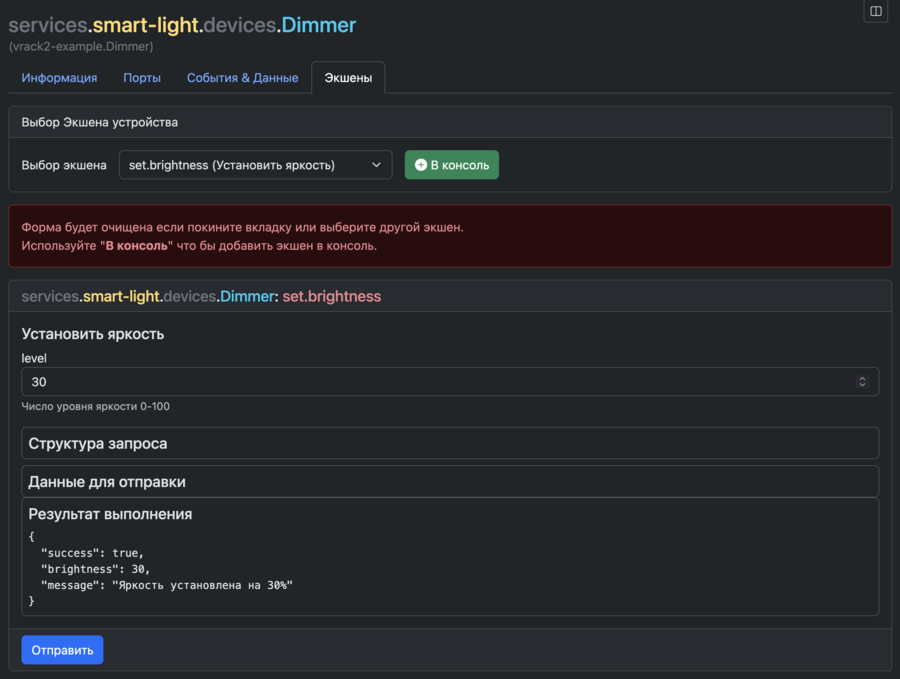 services.smart-light.devices.Dimmer
(vrack2-example.Dimmer)
Информация Порты События & Данные Экшены
Выбор Экшена устройства
Выбор экшена set.brightness (Установить яркость) В консоль
Форма будет очищена если покините вкладку или выберите другой экшен.
Используйте "В консоль" что бы добавить экшен в консоль.
services.smart-light.devices.Dimmer: set.brightness
Установить яркость
level
30
Число уровня яркости 0-100
Структура запроса
Данные для отправки
Результат выполнения
{
  "success": true,
  "brightness": 30,
  "message": "Яркость установлена на 30%"
}
Отправить